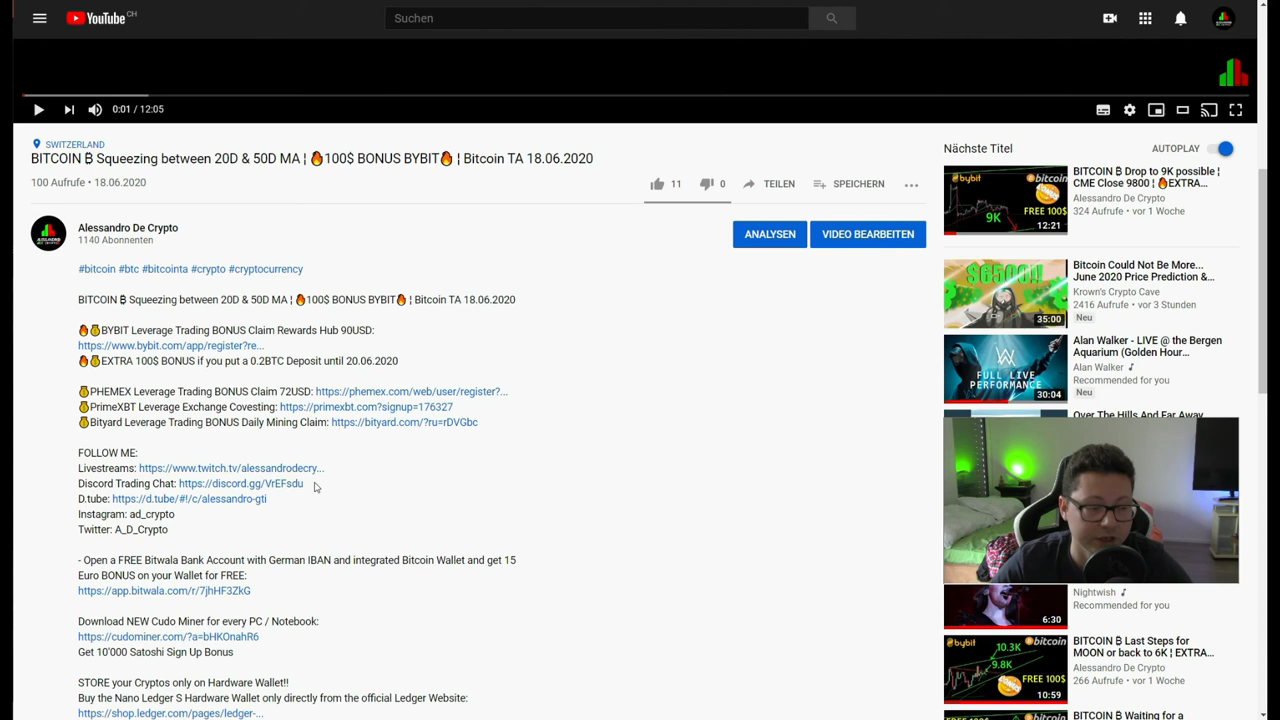 YouTube CH
Suchen
0:01 / 12:05
SWITZERLAND
BITCOIN ₿ Squeezing between 20D & 50D MA ¦ 🔥100$ BONUS BYBIT🔥 ¦ Bitcoin TA 18.06.2020
100 Aufrufe • 18.06.2020
11
0
TEILEN
SPEICHERN
Alessandro De Crypto
1140 Abonnenten
ANALYSEN
VIDEO BEARBEITEN
#bitcoin #btc #bitcointa #crypto #cryptocurrency
BITCOIN ₿ Squeezing between 20D & 50D MA ¦ 🔥100$ BONUS BYBIT🔥 ¦ Bitcoin TA 18.06.2020
🔥💰BYBIT Leverage Trading BONUS Claim Rewards Hub 90USD:
https://www.bybit.com/app/register?re...
🔥💰EXTRA 100$ BONUS if you put a 0.2BTC Deposit until 20.06.2020
💰PHEMEX Leverage Trading BONUS Claim 72USD: https://phemex.com/web/user/register?...
💰PrimeXBT Leverage Exchange Covesting: https://primexbt.com?signup=176327
💰Bityard Leverage Trading BONUS Daily Mining Claim: https://bityard.com/?ru=rDVGbc
FOLLOW ME:
Livestreams: https://www.twitch.tv/alessandrodecry...
Discord Trading Chat: https://discord.gg/VrEFsdu
D.tube: https://d.tube/#!/c/alessandro-gti
Instagram: ad_crypto
Twitter: A_D_Crypto
- Open a FREE Bitwala Bank Account with German IBAN and integrated Bitcoin Wallet and get 15
Euro BONUS on your Wallet for FREE:
https://app.bitwala.com/r/7jhHF3ZkG
Download NEW Cudo Miner for every PC / Notebook:
https://cudominer.com/?a=bHKOnahR6
Get 10'000 Satoshi Sign Up Bonus
STORE your Cryptos only on Hardware Wallet!!
Buy the Nano Ledger S Hardware Wallet only directly from the official Ledger Website:
https://shop.ledger.com/pages/ledger-...
Nächste Titel
AUTOPLAY
bybit
bitcoin
9K
FREE 100$
12:21
BITCOIN ₿ Drop to 9K possible ¦
CME Close 9800 ¦ 🔥EXTRA...
Alessandro De Crypto
324 Aufrufe • vor 1 Woche
$6500!!
35:00
Bitcoin Could Not Be More...
June 2020 Price Prediction &...
Krown's Crypto Cave
2416 Aufrufe • vor 3 Stunden
Neu
FULL LIVE
PERFORMANCE
30:04
Alan Walker - LIVE @ the Bergen
Aquarium (Golden Hour...
Alan Walker
Recommended for you
Neu
Over The Hills And Far Away
Nightwish
Recommended for you
6:30
bybit
bitcoin
10.3K
9.8K
FREE 100$
10:59
BITCOIN ₿ Last Steps for
MOON or back to 6K ¦ EXTRA...
Alessandro De Crypto
266 Aufrufe • vor 1 Woche
BITCOIN ₿ Waiting for a